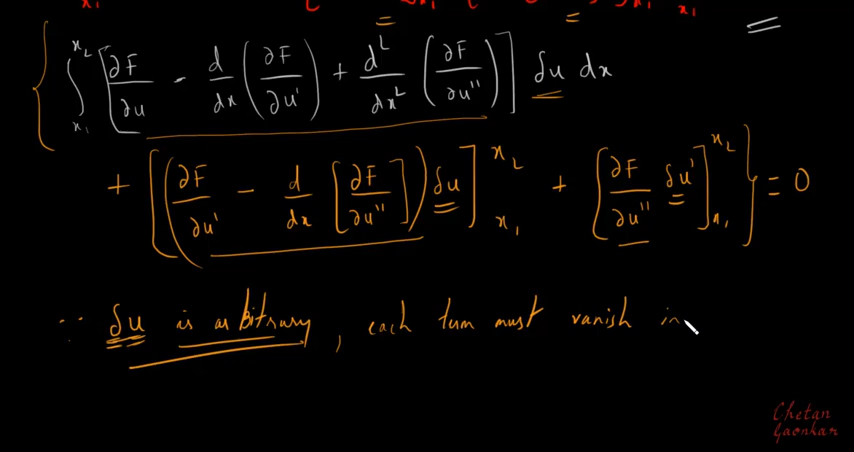 ∫_{x₁}^{x₂} [∂F/∂u − d/dx (∂F/∂u') + d²/dx² (∂F/∂u'')] δu dx
+ [(∂F/∂u' − d/dx [∂F/∂u'']) δu]_{x₁}^{x₂} + [∂F/∂u'' δu']_{x₁}^{x₂} = 0
∵ δu is arbitrary, each term must vanish in
Chetan
Gaonkar